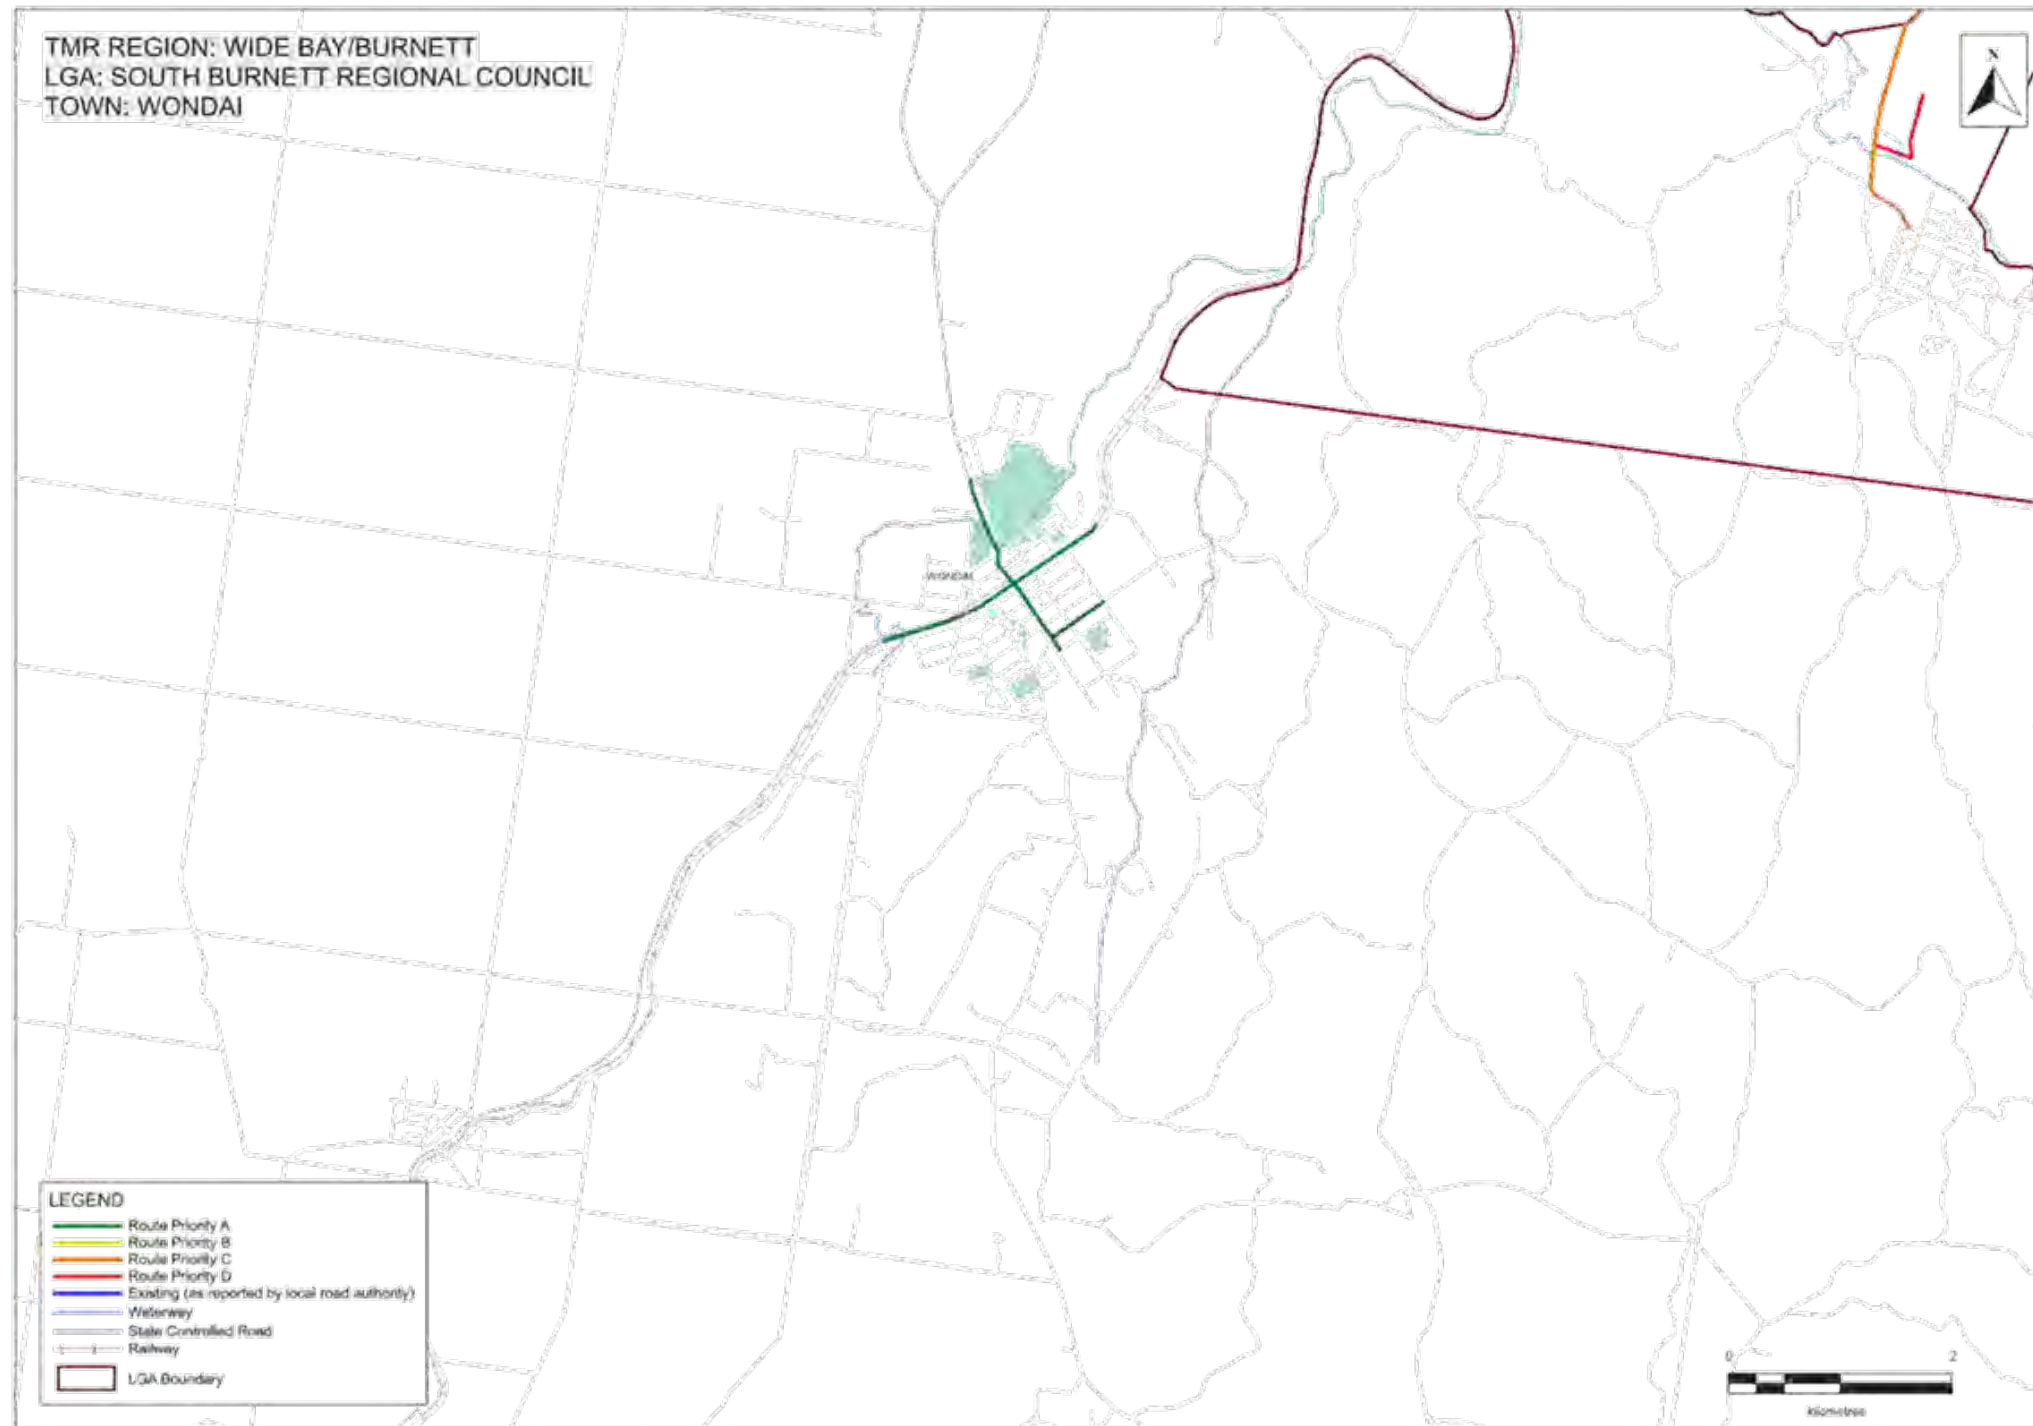 TMR REGION: WIDE BAY/BURNETT
LGA: SOUTH BURNETT REGIONAL COUNCIL
TOWN: WONDAI
N
WONDAI
LEGEND
Route Priority A
Route Priority B
Route Priority C
Route Priority D
Existing (as reported by local road authority)
Waterway
State Controlled Road
Railway
LGA Boundary
0 2
kilometres